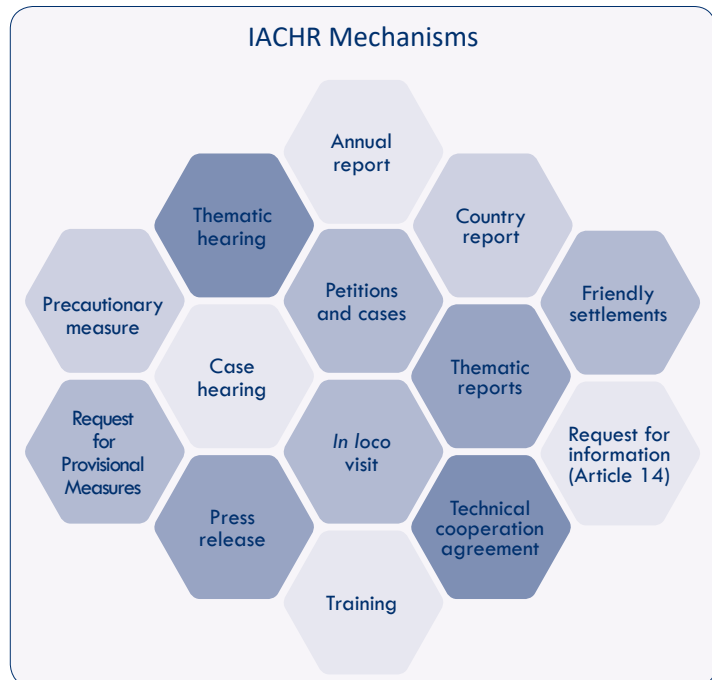 IACHR Mechanisms
Annual
report
Thematic
hearing
Country
report
Precautionary
measure
Petitions
and cases
Friendly
settlements
Case
hearing
Thematic
reports
Request
for
Provisional
Measures
In loco
visit
Request for
information
(Article 14)
Press
release
Technical
cooperation
agreement
Training